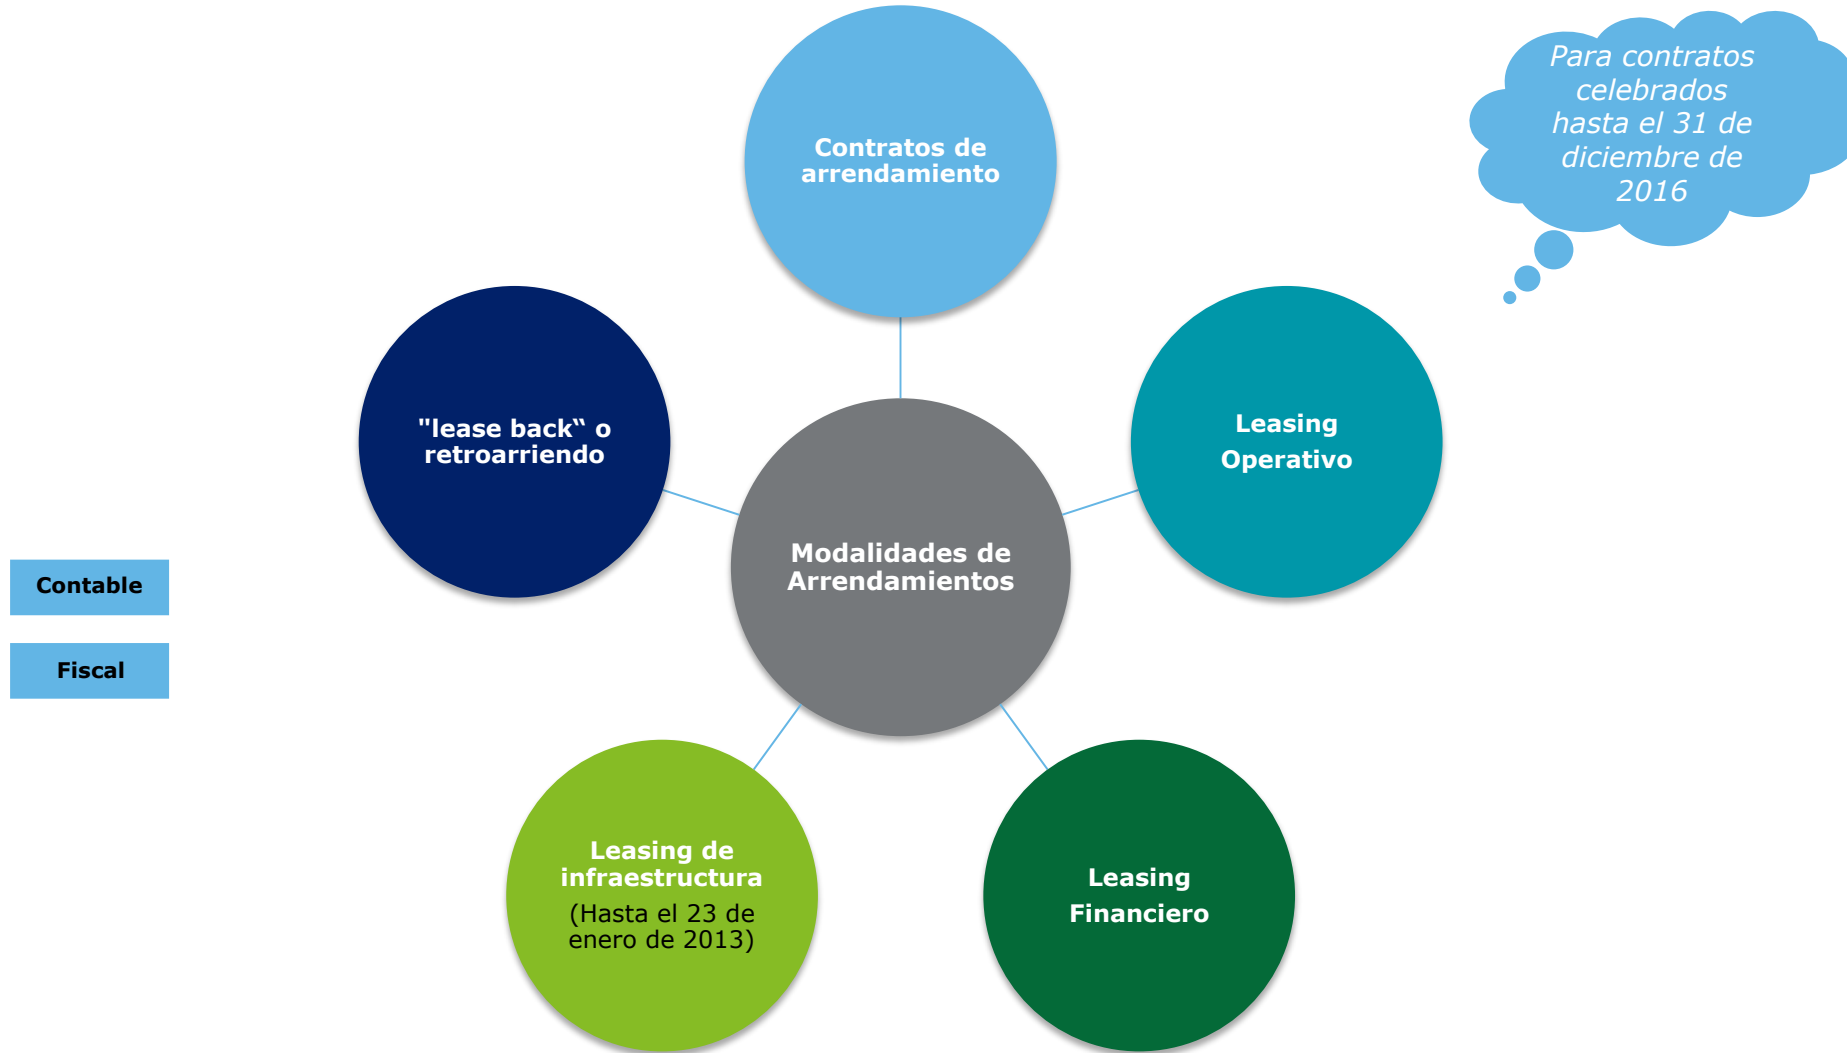 Para contratos
celebrados
hasta el 31 de
diciembre de
2016
Contratos de
arrendamiento
"lease back‟ o
retroarriendo
Leasing
Operativo
Modalidades de
Arrendamientos
Contable
Fiscal
Leasing de
infraestructura
(Hasta el 23 de
enero de 2013)
Leasing
Financiero